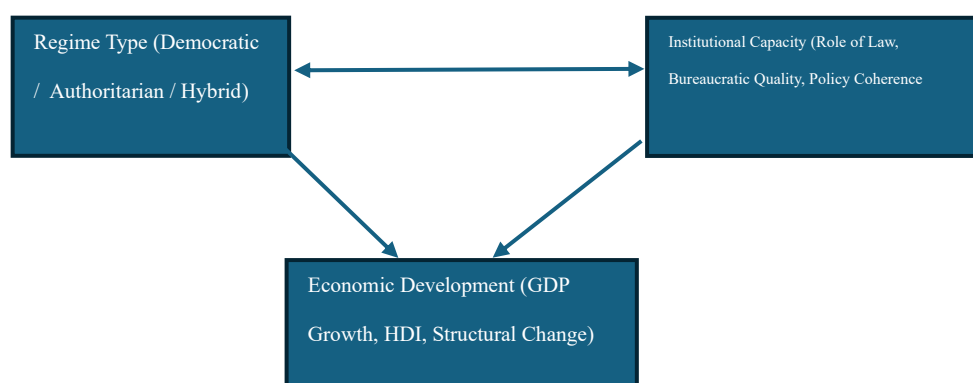 Regime Type (Democratic
/ Authoritarian / Hybrid)
Institutional Capacity (Role of Law,
Bureaucratic Quality, Policy Coherence
Economic Development (GDP
Growth, HDI, Structural Change)